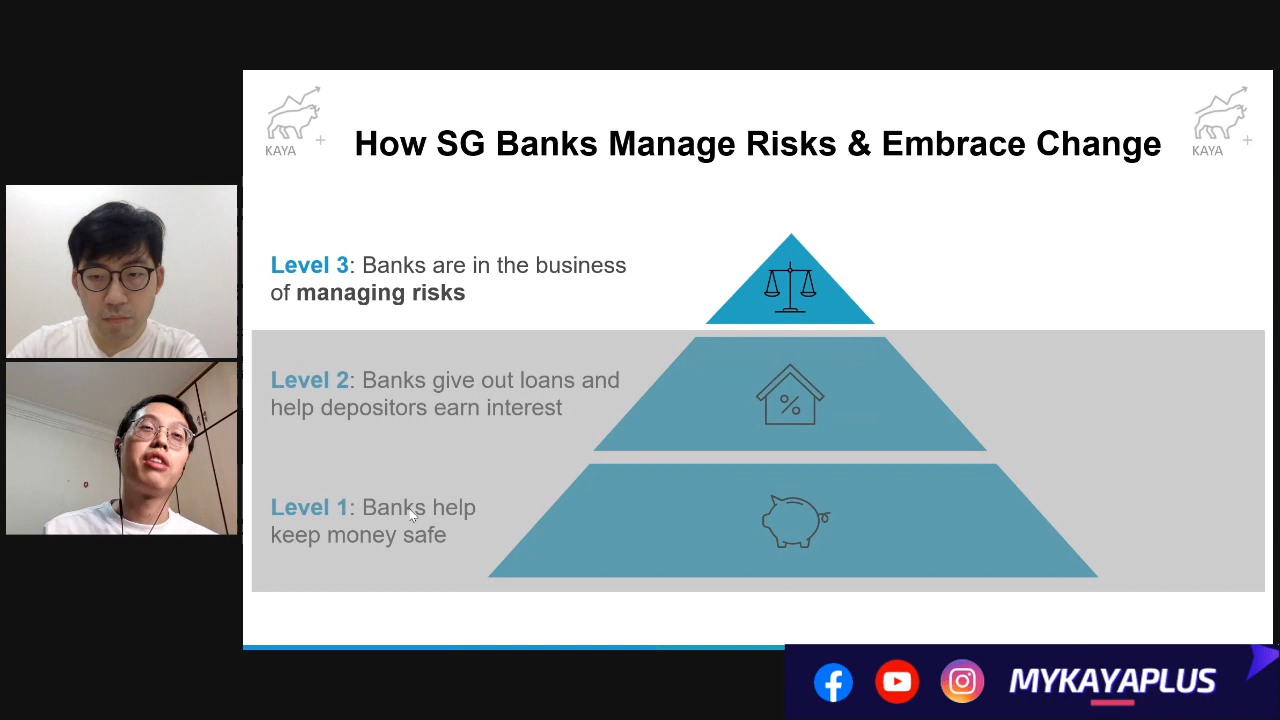 KAYA
+
How SG Banks Manage Risks & Embrace Change
KAYA
+
Level 3: Banks are in the business
of managing risks
Level 2: Banks give out loans and
help depositors earn interest
%
Level 1: Banks help
keep money safe
MYKAYAPLUS